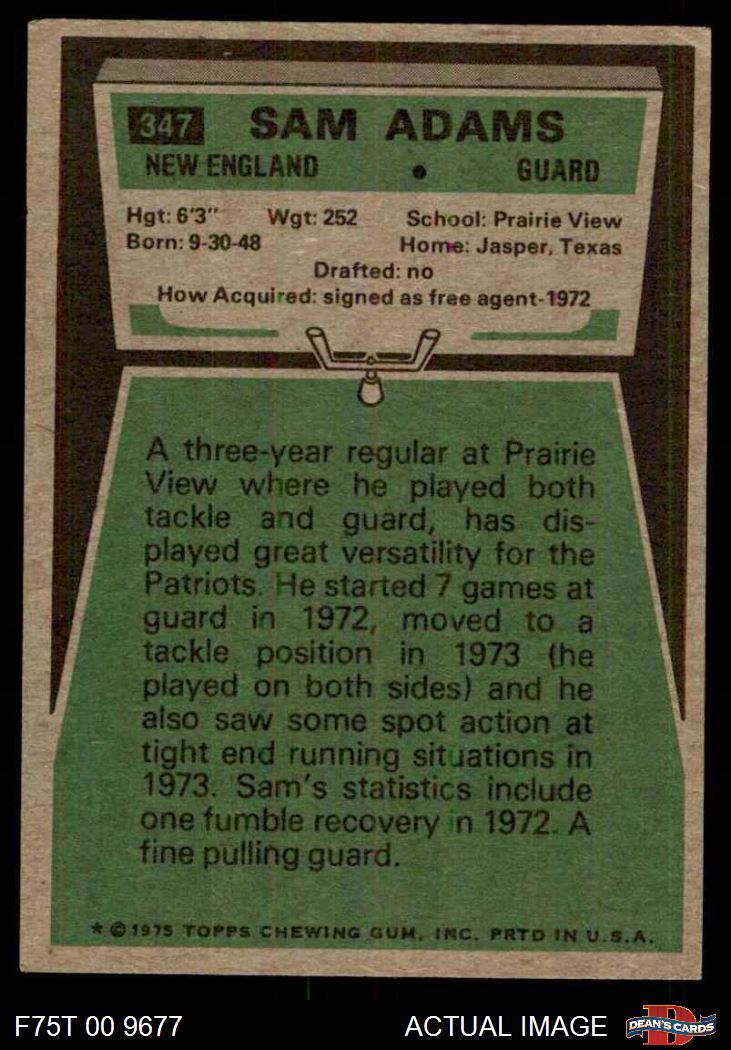 347 SAM ADAMS
NEW ENGLAND • GUARD
Hgt: 6'3" Wgt: 252 School: Prairie View
Born: 9-30-48 Home: Jasper, Texas
Drafted: no
How Acquired: signed as free agent-1972
A three-year regular at Prairie
View where he played both
tackle and guard, has dis-
played great versatility for the
Patriots. He started 7 games at
guard in 1972, moved to a
tackle position in 1973 (he
played on both sides) and he
also saw some spot action at
tight end running situations in
1973. Sam's statistics include
one fumble recovery in 1972. A
fine pulling guard.
* © 1975 TOPPS CHEWING GUM, INC. PRTD IN U.S.A.
F75T 00 9677 ACTUAL IMAGE D DEAN'S CARDS